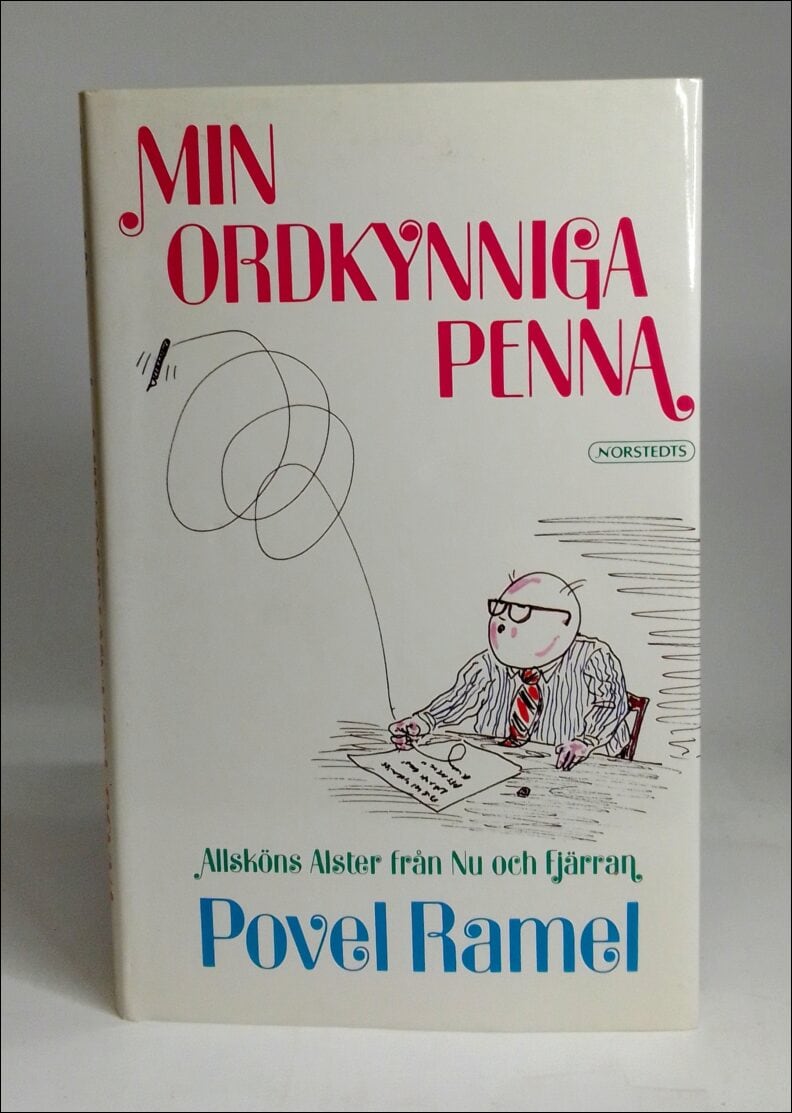 MIN
ORDKYNNIGA
PENNA
NORSTEDTS
Allsköns Alster från Nu och Fjärran
Povel Ramel